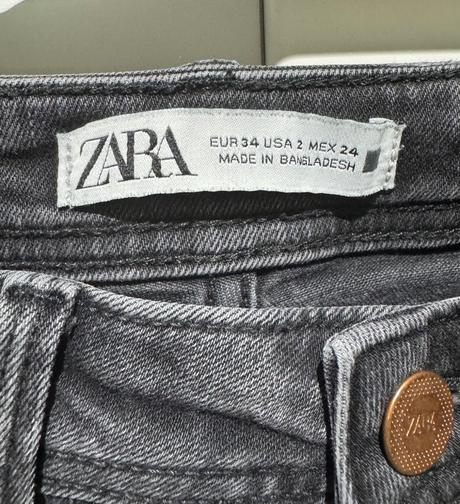 ZARA
EUR 34 USA 2 MEX 24
MADE IN BANGLADESH
ZARA